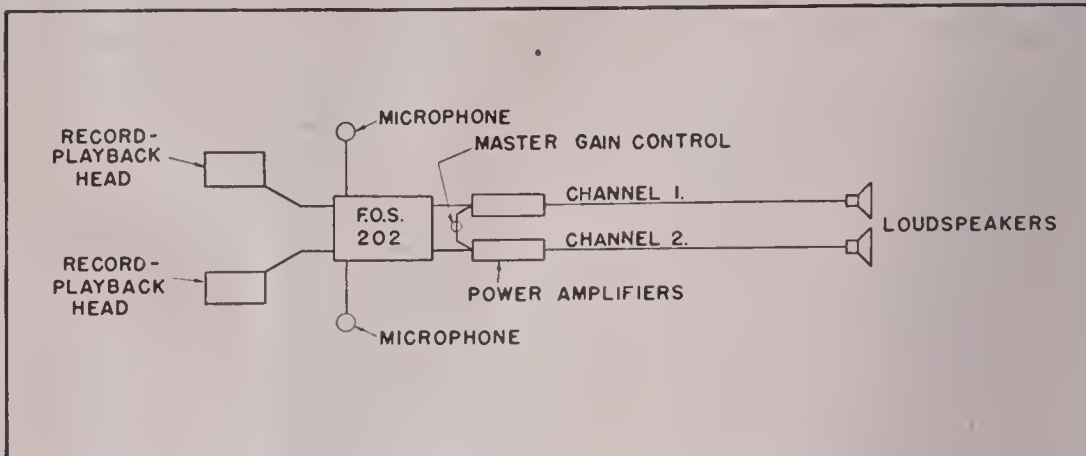 MICROPHONE
RECORD-
PLAYBACK
HEAD
MASTER GAIN CONTROL
F.O.S.
202
CHANNEL 1.
CHANNEL 2.
LOUDSPEAKERS
RECORD-
PLAYBACK
HEAD
POWER AMPLIFIERS
MICROPHONE